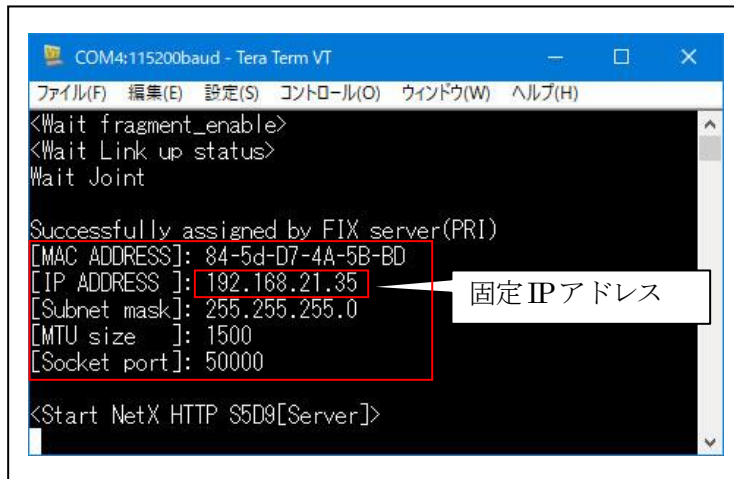 COM4:115200baud - Tera Term VT
ファイル(F) 編集(E) 設定(S) コントロール(O) ウィンドウ(W) ヘルプ(H)
<Wait fragment_enable>
<Wait Link up status>
Wait Joint
Successfully assigned by FIX server(PRI)
[MAC ADDRESS]: 84-5d-D7-4A-5B-BD
[IP ADDRESS ]: 192.168.21.35
固定IPアドレス
[Subnet mask]: 255.255.255.0
[MTU size   ]: 1500
[Socket port]: 50000
<Start NetX HTTP S5D9[Server]>